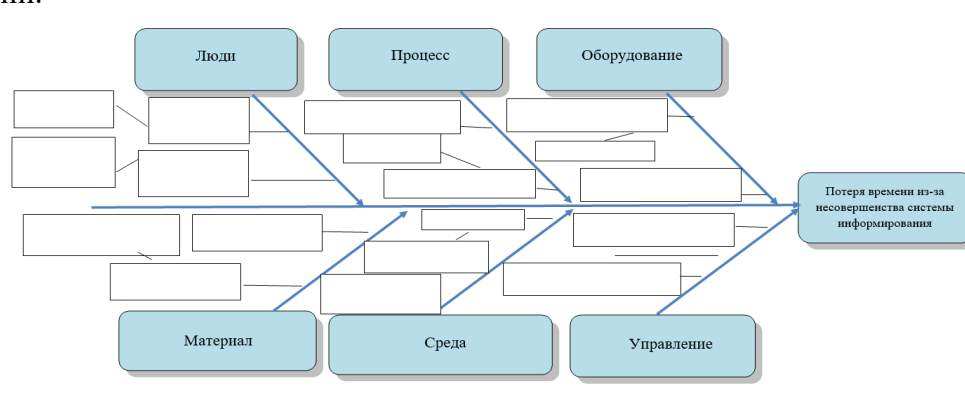 Люди
Процесс
Оборудование
Потеря времени из-за
несовершенства системы
информирования
Материал
Среда
Управление